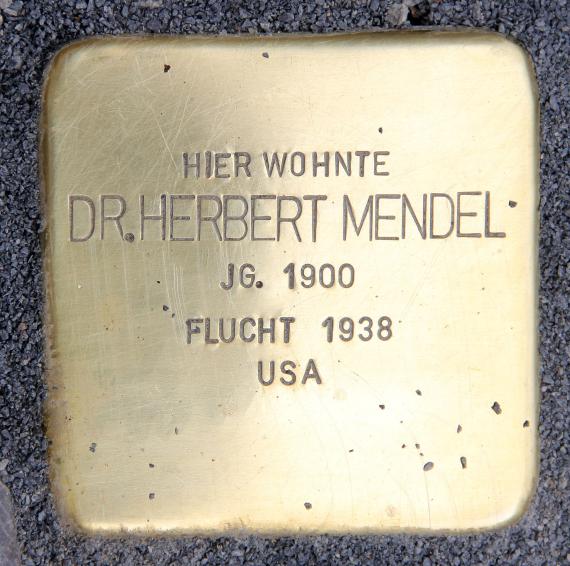 HIER WOHNTE
DR. HERBERT MENDEL
JG. 1900
FLUCHT 1938
USA